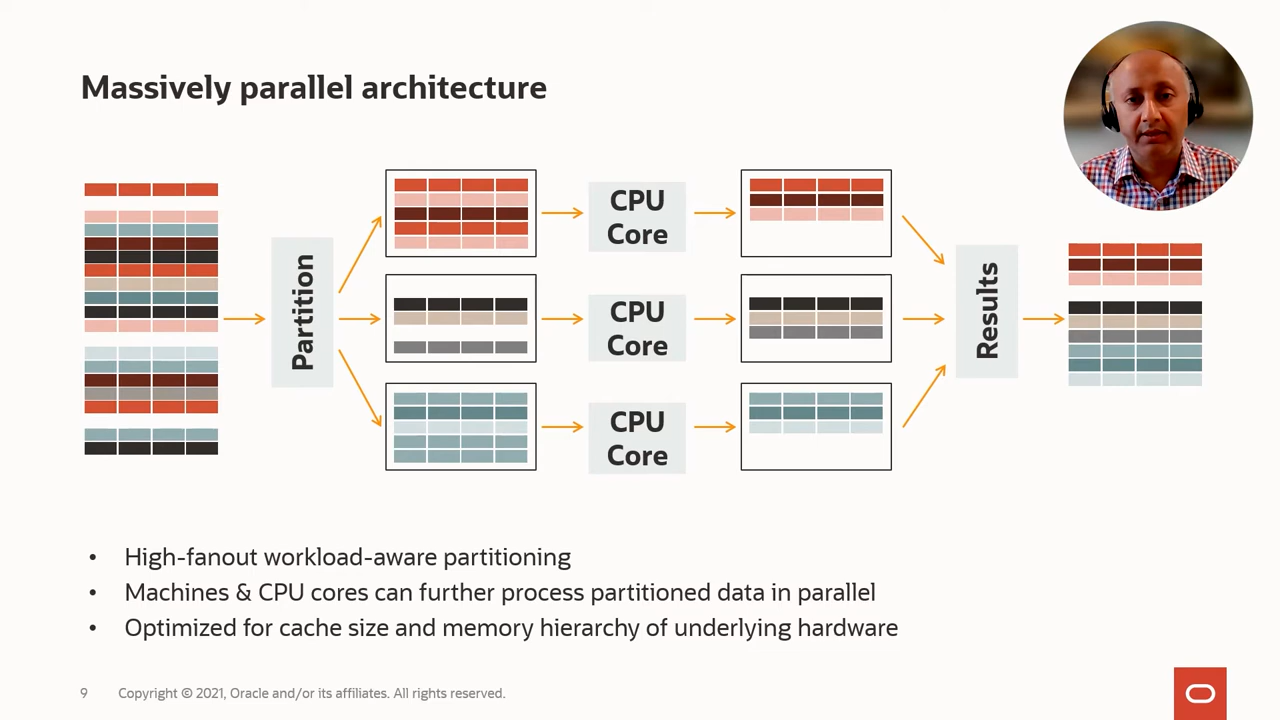 Massively parallel architecture
Partition
CPU
Core
CPU
Core
CPU
Core
Results
• High-fanout workload-aware partitioning
• Machines & CPU cores can further process partitioned data in parallel
• Optimized for cache size and memory hierarchy of underlying hardware
9 Copyright © 2021, Oracle and/or its affiliates. All rights reserved.